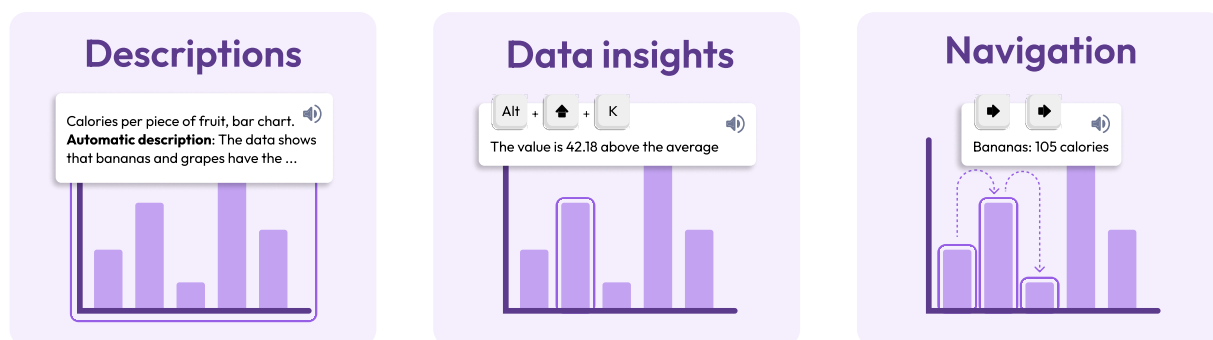 Descriptions
Calories per piece of fruit, bar chart.
Automatic description: The data shows
that bananas and grapes have the ...
Data insights
Alt + + K
The value is 42.18 above the average
Navigation
Bananas: 105 calories